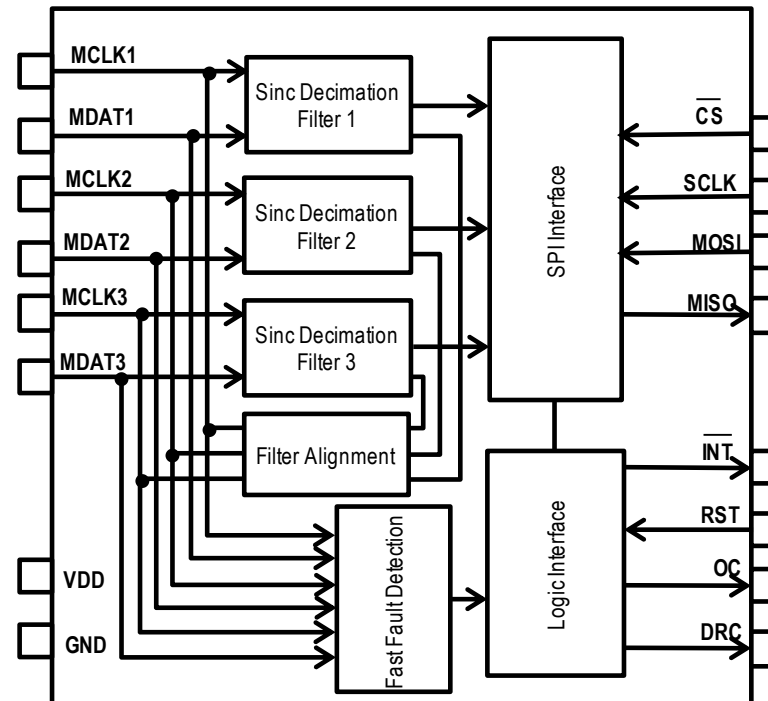 MCLK1
MDAT1
MCLK2
MDAT2
MCLK3
MDAT3
VDD
GND
Sinc Decimation
Filter 1
Sinc Decimation
Filter 2
Sinc Decimation
Filter 3
Filter Alignment
Fast Fault Detection
SPI Interface
Logic Interface
CS
SCLK
MOSI
MISO
INT
RST
OC
DRC